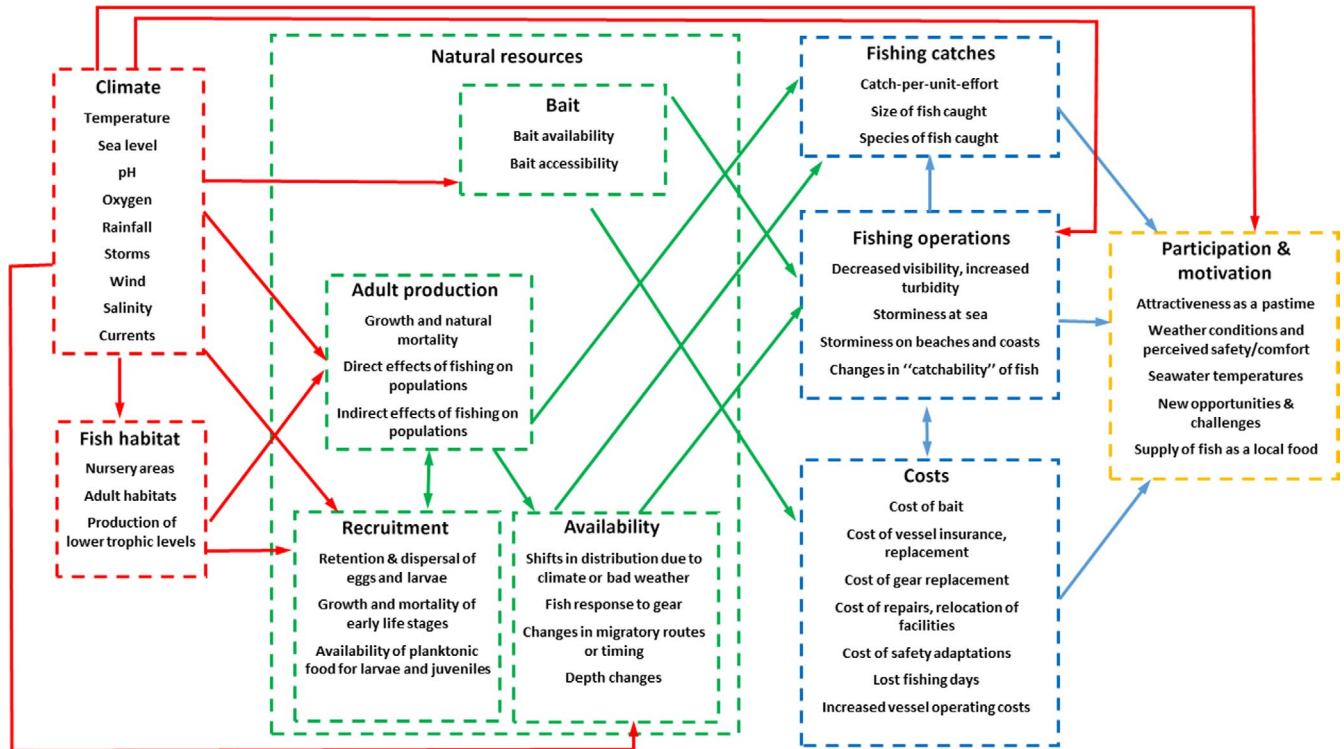 Climate
Temperature
Sea level
pH
Oxygen
Rainfall
Storms
Wind
Salinity
Currents
Fish habitat
Nursery areas
Adult habitats
Production of
lower trophic levels
Natural resources
Bait
Bait availability
Bait accessibility
Adult production
Growth and natural
mortality
Direct effects of fishing on
populations
Indirect effects of fishing on
populations
Recruitment
Retention & dispersal of
eggs and larvae
Growth and mortality of
early life stages
Availability of planktonic
food for larvae and juveniles
Availability
Shifts in distribution due to
climate or bad weather
Fish response to gear
Changes in migratory routes
or timing
Depth changes
Fishing catches
Catch-per-unit-effort
Size of fish caught
Species of fish caught
Fishing operations
Decreased visibility, increased
turbidity
Storminess at sea
Storminess on beaches and coasts
Changes in “catchability” of fish
Costs
Cost of bait
Cost of vessel insurance,
replacement
Cost of gear replacement
Cost of repairs, relocation of
facilities
Cost of safety adaptations
Lost fishing days
Increased vessel operating costs
Participation &
motivation
Attractiveness as a pastime
Weather conditions and
perceived safety/comfort
Seawater temperatures
New opportunities &
challenges
Supply of fish as a local food